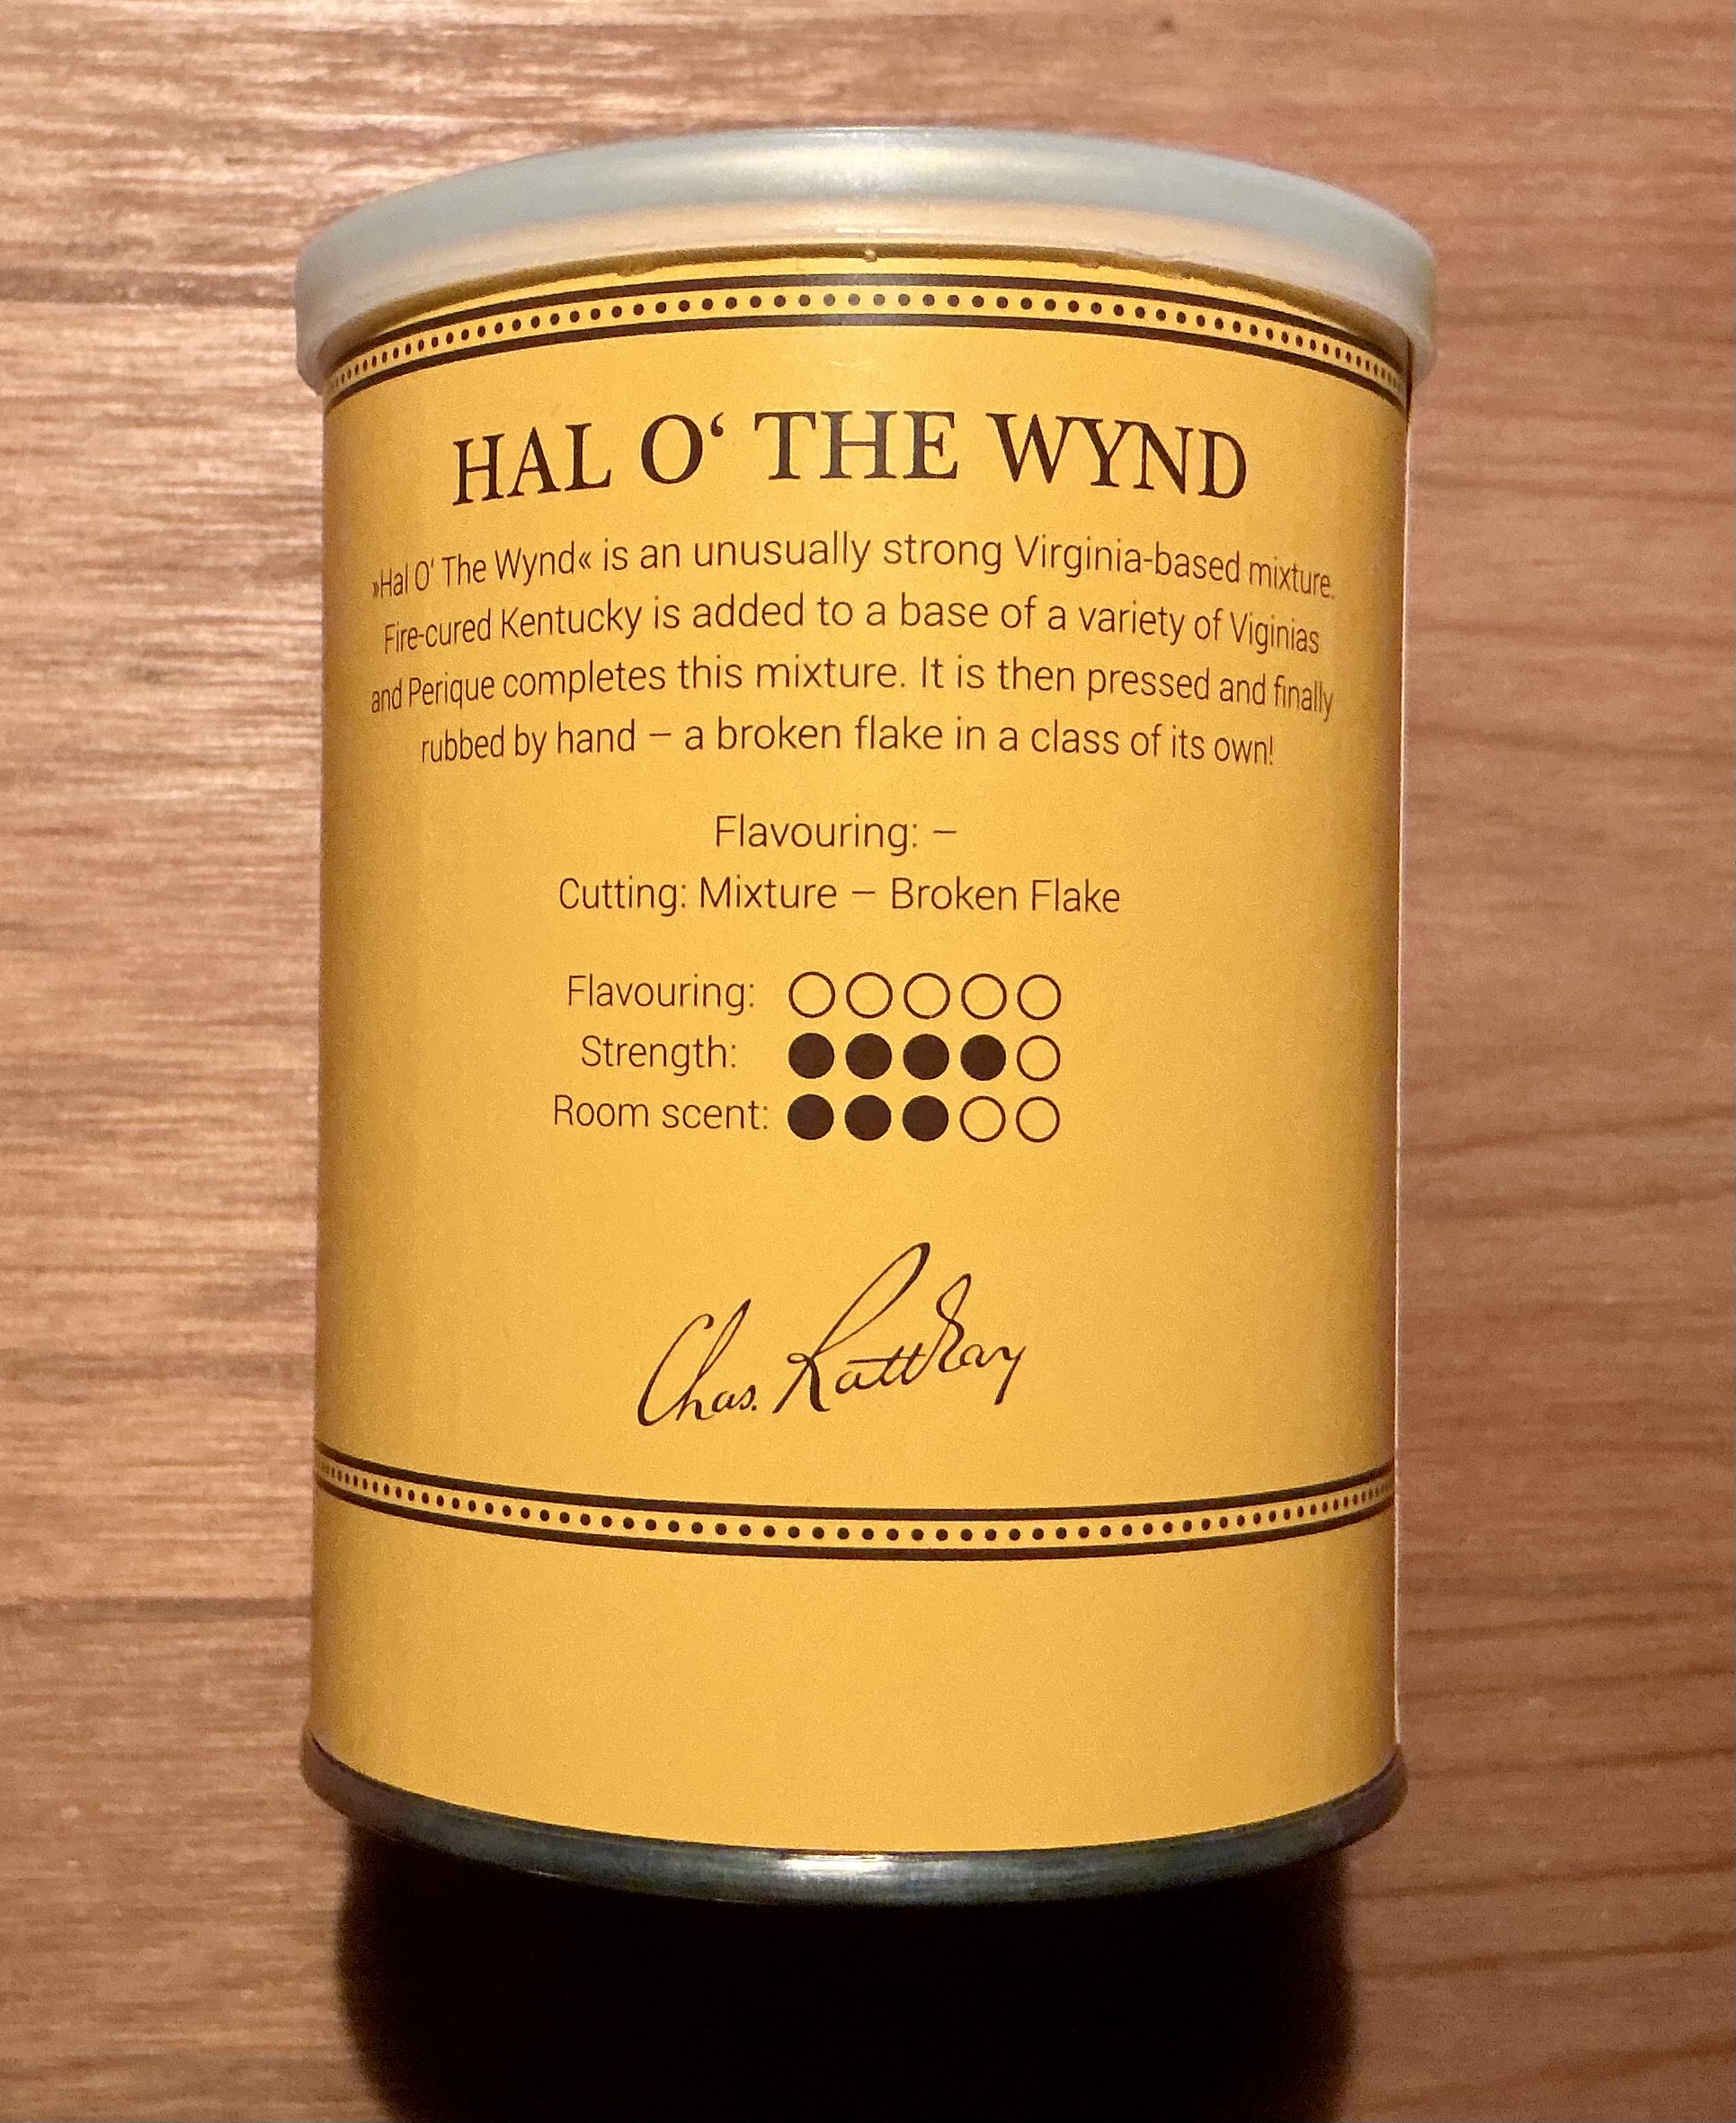 HAL O‘ THE WYND
»Hal O‘ The Wynd« is an unusually strong Virginia-based mixture.
Fire-cured Kentucky is added to a base of a variety of Viginias
and Perique completes this mixture. It is then pressed and finally
rubbed by hand – a broken flake in a class of its own!
Flavouring: –
Cutting: Mixture – Broken Flake
Flavouring: ○○○○○
Strength: ●●●●○
Room scent: ●●●○○
Chas. Rattray